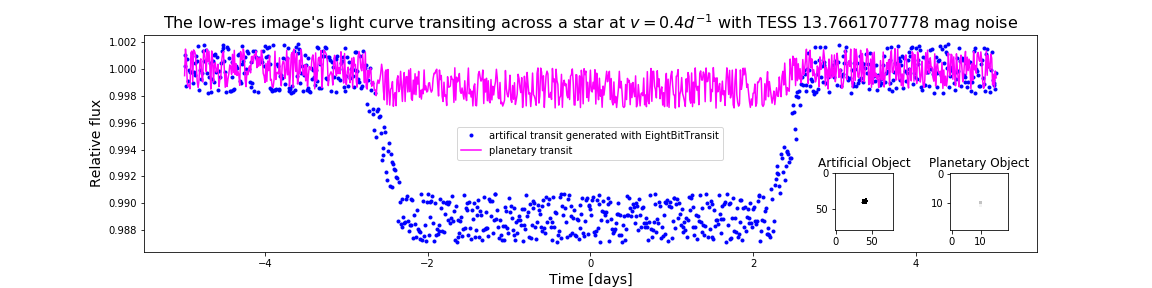 The low-res image's light curve transiting across a star at v = 0.4d⁻¹ with TESS 13.7661707778 mag noise
1.002
1.000
0.998
0.996
0.994
0.992
0.990
0.988
Relative flux
artifical transit generated with EightBitTransit
planetary transit
Artificial Object
0
50
0 50
Planetary Object
0
10
0 10
−4 −2 0 2 4
Time [days]